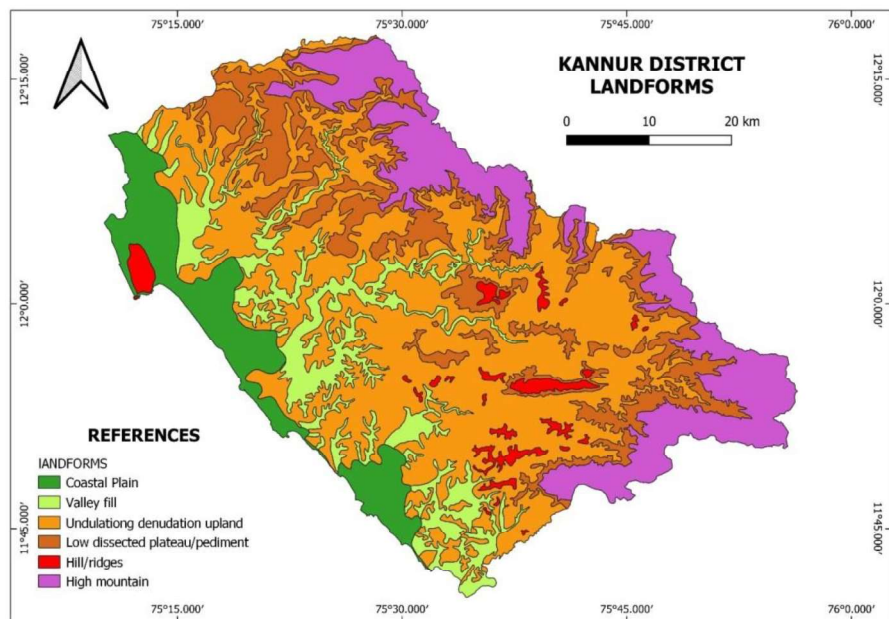 75°15.000'
75°30.000'
75°45.000'
76°0.000'
12°15.000'
12°15.000'
KANNUR DISTRICT
LANDFORMS
0
10
20 km
12°0.000'
12°0.000'
REFERENCES
lANDFORMS
Coastal Plain
Valley fill
Undulationg denudation upland
Low dissected plateau/pediment
Hill/ridges
High mountain
11°45.000'
11°45.000'
75°15.000'
75°30.000'
75°45.000'
76°0.000'